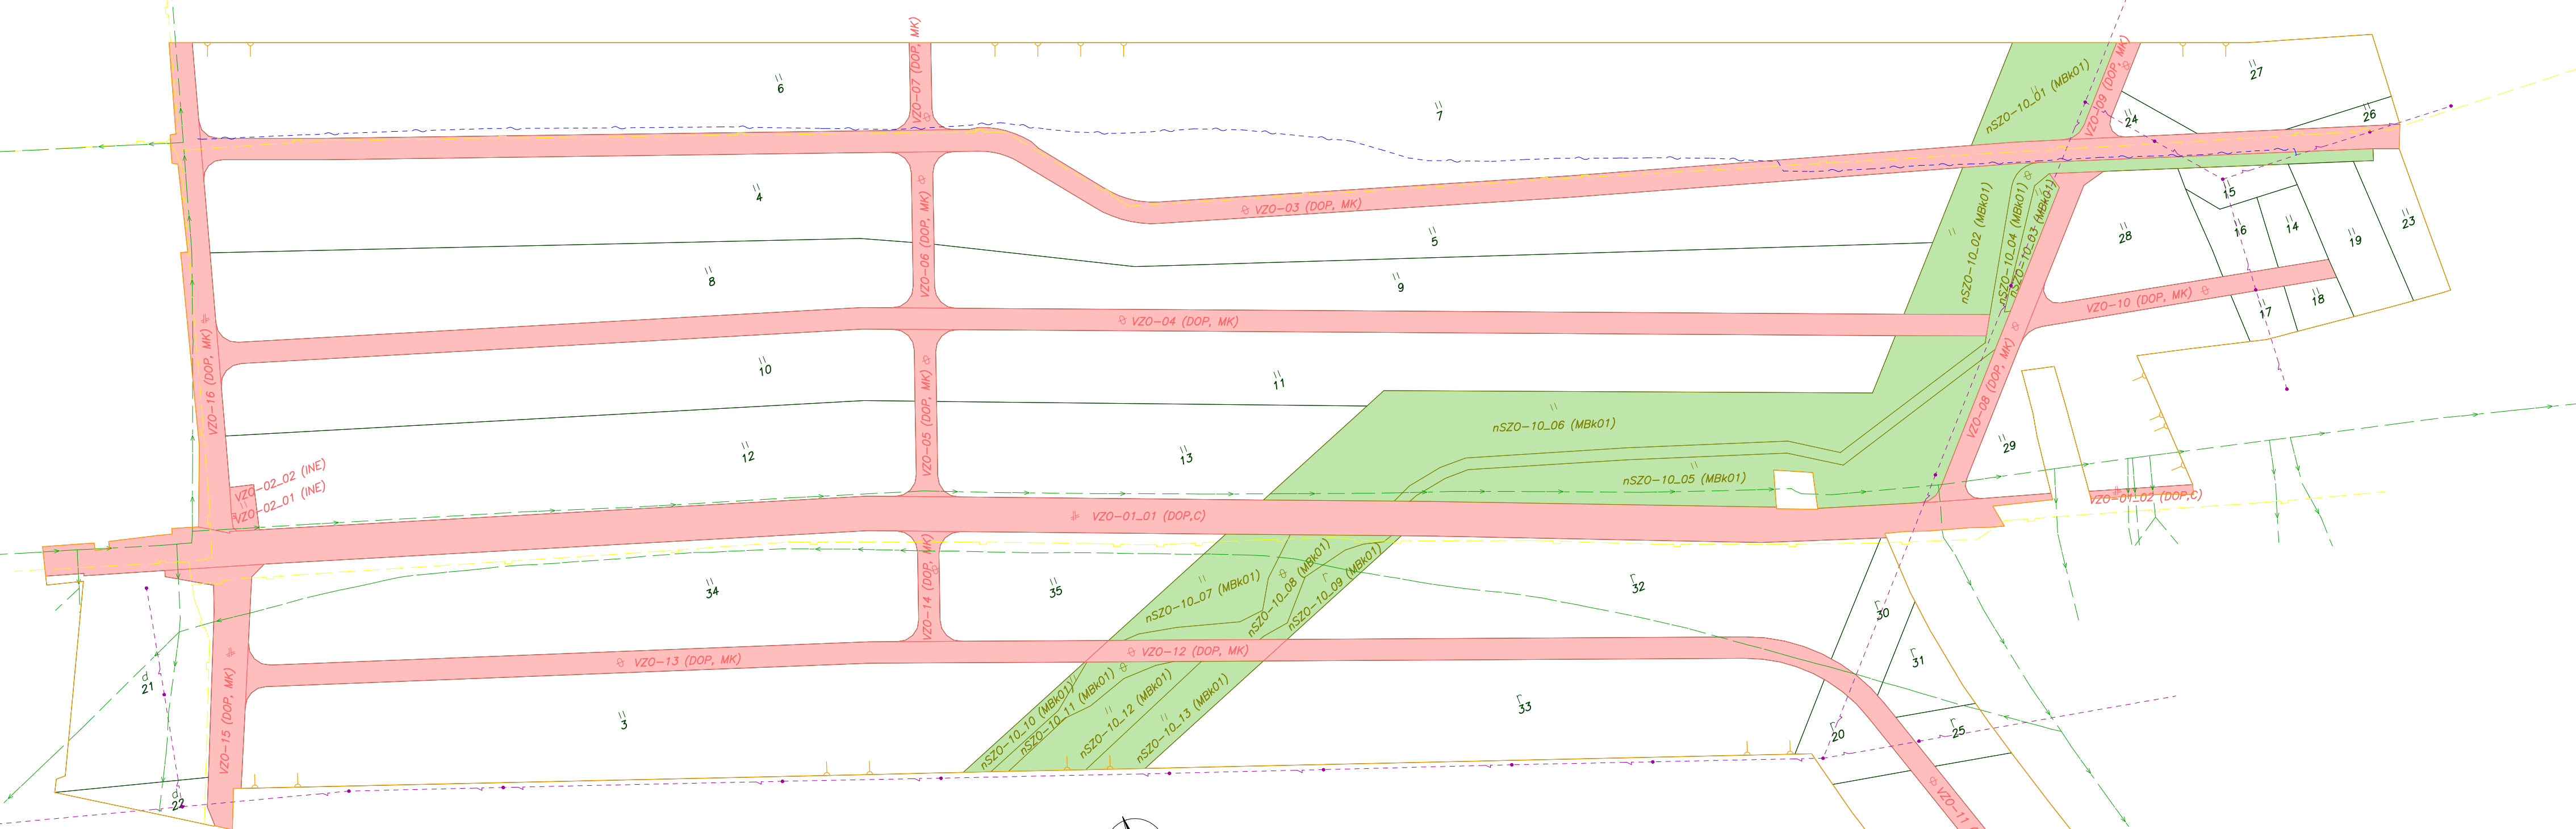 VZO-07 (DOP, MK)
6
7
nSZO-10_01 (MBk01)
VZO-09 (DOP, MK)
27
24
26
4
VZO-06 (DOP, MK)
VZO-03 (DOP, MK)
5
8
9
nSZO-10_02 (MBk01)
nSZO-10_04 (MBk01)
nSZO-10_03 (MBk01)
28
15
16
14
19
23
VZO-10 (DOP, MK)
17
18
VZO-16 (DOP, MK)
VZO-04 (DOP, MK)
10
11
VZO-05 (DOP, MK)
VZO-08 (DOP, MK)
nSZO-10_06 (MBk01)
12
13
29
VZO-02_02 (INE)
VZO-02_01 (INE)
nSZO-10_05 (MBk01)
VZO-01_01 (DOP,C)
VZO-01_02 (DOP,C)
VZO-14 (DOP, MK)
34
35
nSZO-10_07 (MBk01)
nSZO-10_08 (MBk01)
nSZO-10_09 (MBk01)
32
30
31
VZO-13 (DOP, MK)
VZO-12 (DOP, MK)
21
VZO-15 (DOP, MK)
3
nSZO-10_10 (MBk01)
nSZO-10_11 (MBk01)
nSZO-10_12 (MBk01)
nSZO-10_13 (MBk01)
33
20
25
22
VZO-11